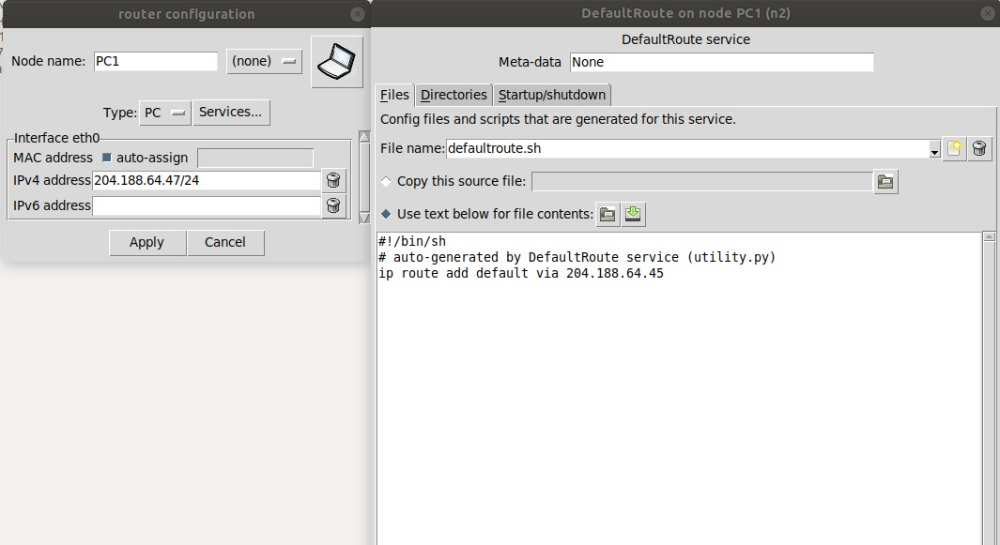 router configuration
Node name: PC1 (none)
Type: PC Services...
Interface eth0
MAC address auto-assign
IPv4 address 204.188.64.47/24
IPv6 address
Apply Cancel
DefaultRoute on node PC1 (n2)
DefaultRoute service
Meta-data None
Files Directories Startup/shutdown
Config files and scripts that are generated for this service.
File name: defaultroute.sh
Copy this source file:
Use text below for file contents:
#!/bin/sh
# auto-generated by DefaultRoute service (utility.py)
ip route add default via 204.188.64.45